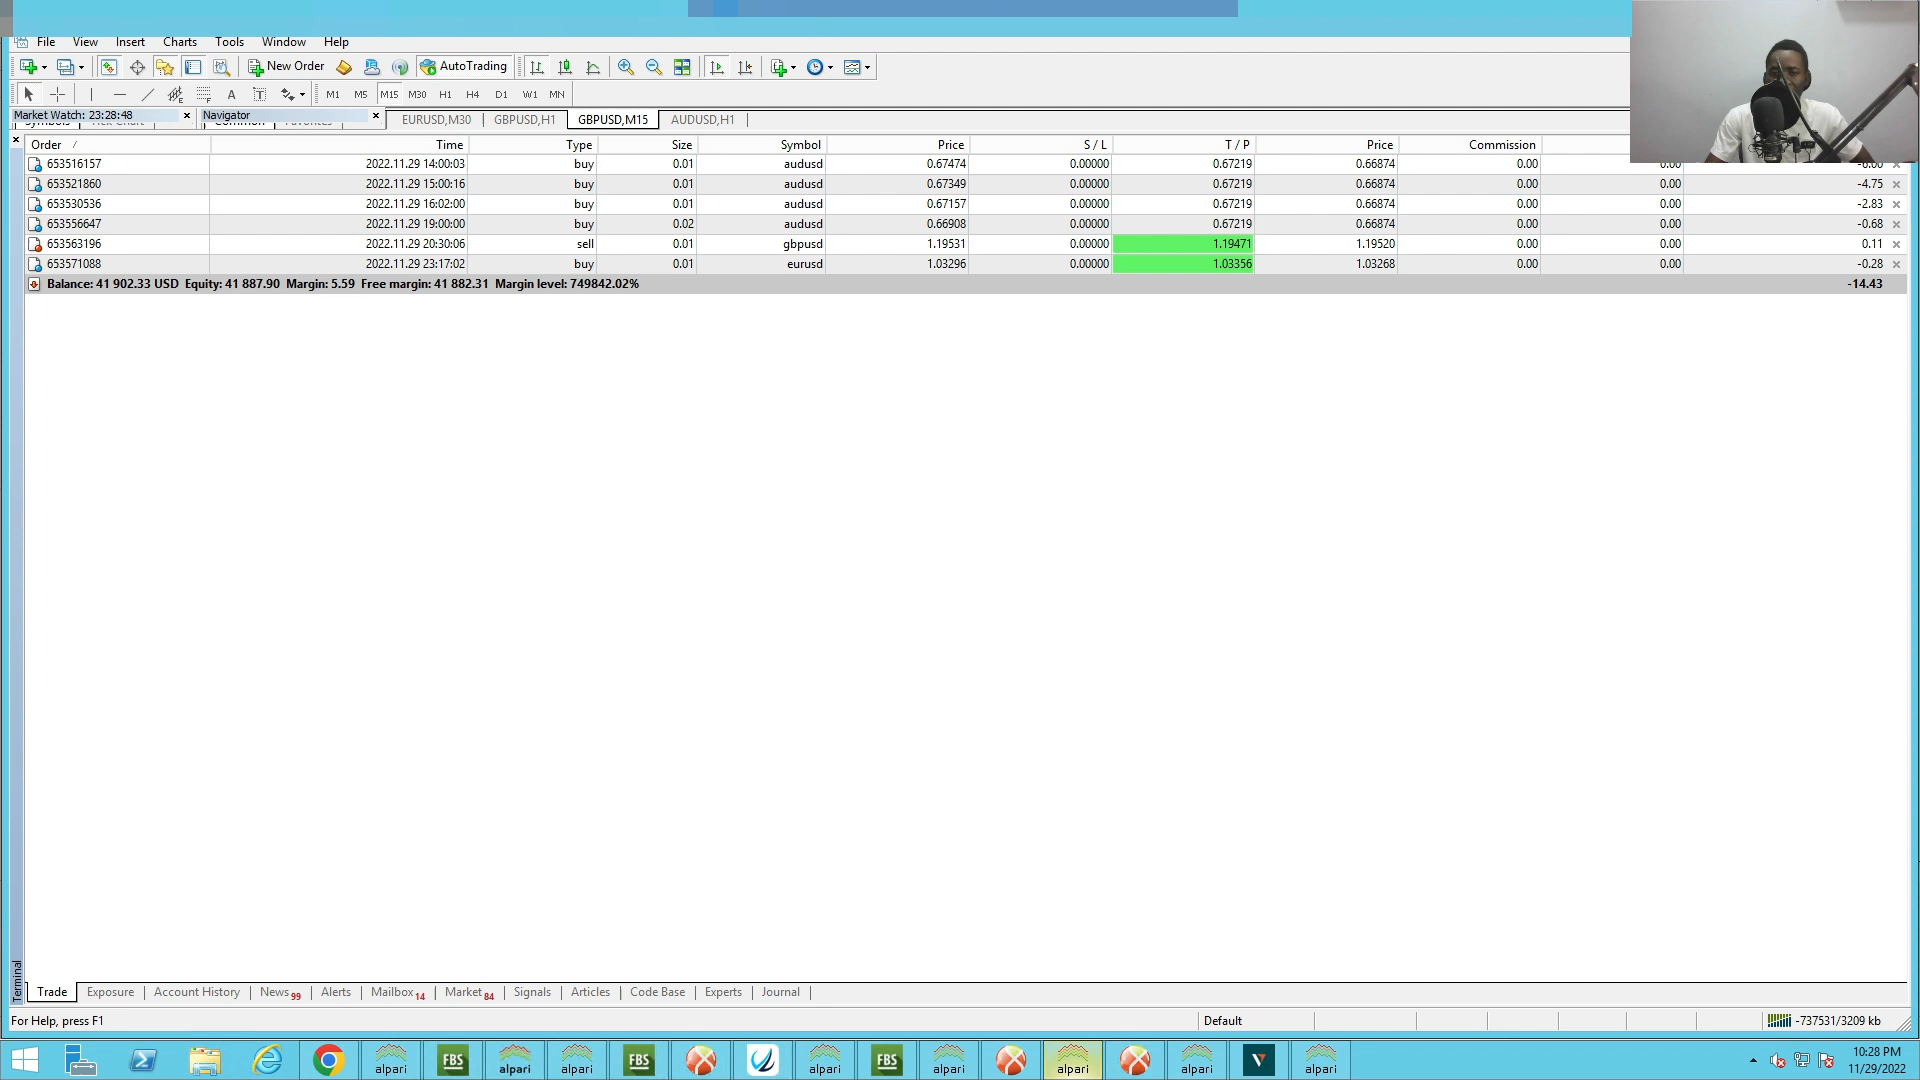 File View Insert Charts Tools Window Help
New Order AutoTrading
A T M1 M5 M15 M30 H1 H4 D1 W1 MN
Market Watch: 23:28:48 Navigator EURUSD,M30 GBPUSD,H1 GBPUSD,M15 AUDUSD,H1
Order Time Type Size Symbol Price S / L T / P Price Commission
653516157 2022.11.29 14:00:03 buy 0.01 audusd 0.67474 0.00000 0.67219 0.66874 0.00 0.00 -6.00
653521860 2022.11.29 15:00:16 buy 0.01 audusd 0.67349 0.00000 0.67219 0.66874 0.00 0.00 -4.75
653530536 2022.11.29 16:02:00 buy 0.01 audusd 0.67157 0.00000 0.67219 0.66874 0.00 0.00 -2.83
653556647 2022.11.29 19:00:00 buy 0.02 audusd 0.66908 0.00000 0.67219 0.66874 0.00 0.00 -0.68
653563196 2022.11.29 20:30:06 sell 0.01 gbpusd 1.19531 0.00000 1.19471 1.19520 0.00 0.00 0.11
653571088 2022.11.29 23:17:02 buy 0.01 eurusd 1.03296 0.00000 1.03356 1.03268 0.00 0.00 -0.28
Balance: 41 902.33 USD Equity: 41 887.90 Margin: 5.59 Free margin: 41 882.31 Margin level: 749842.02% -14.43
Terminal
Trade Exposure Account History News 99 Alerts Mailbox 14 Market 84 Signals Articles Code Base Experts Journal
For Help, press F1 Default -737531/3209 kb
alpari FBS alpari alpari FBS alpari FBS alpari alpari alpari V alpari
10:28 PM
11/29/2022